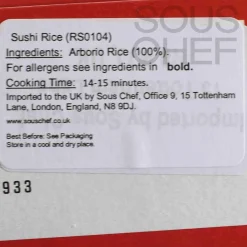 SOUS
CHEF
Sushi Rice (RS0104)
Ingredients: Arborio Rice (100%).
For allergens see ingredients in bold.
Cooking Time: 14-15 minutes.
Imported to the UK by Sous Chef, Office 9, 15 Tottenham
Lane, London, England, N8 9DJ.
www.souschef.co.uk
Best Before: See Packaging
Store in a cool and dry place.
933